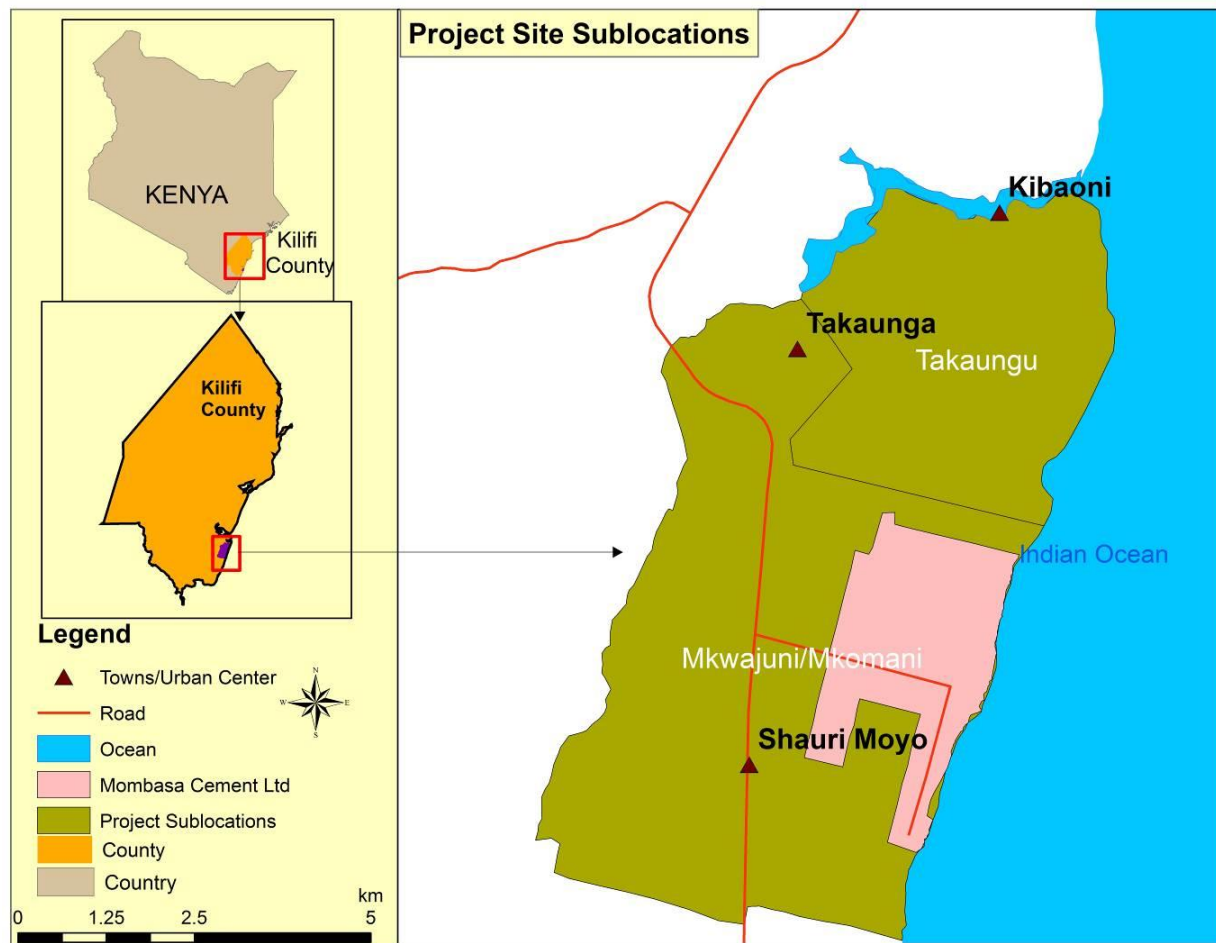 Project Site Sublocations
KENYA
Kilifi
County
Kilifi
County
Legend
Towns/Urban Center
Road
Ocean
Mombasa Cement Ltd
Project Sublocations
County
Country
N
W
E
S
km
0
1.25
2.5
5
Kibaoni
Takaunga
Takaungu
Indian Ocean
Mkwajuni/Mkomani
Shauri Moyo